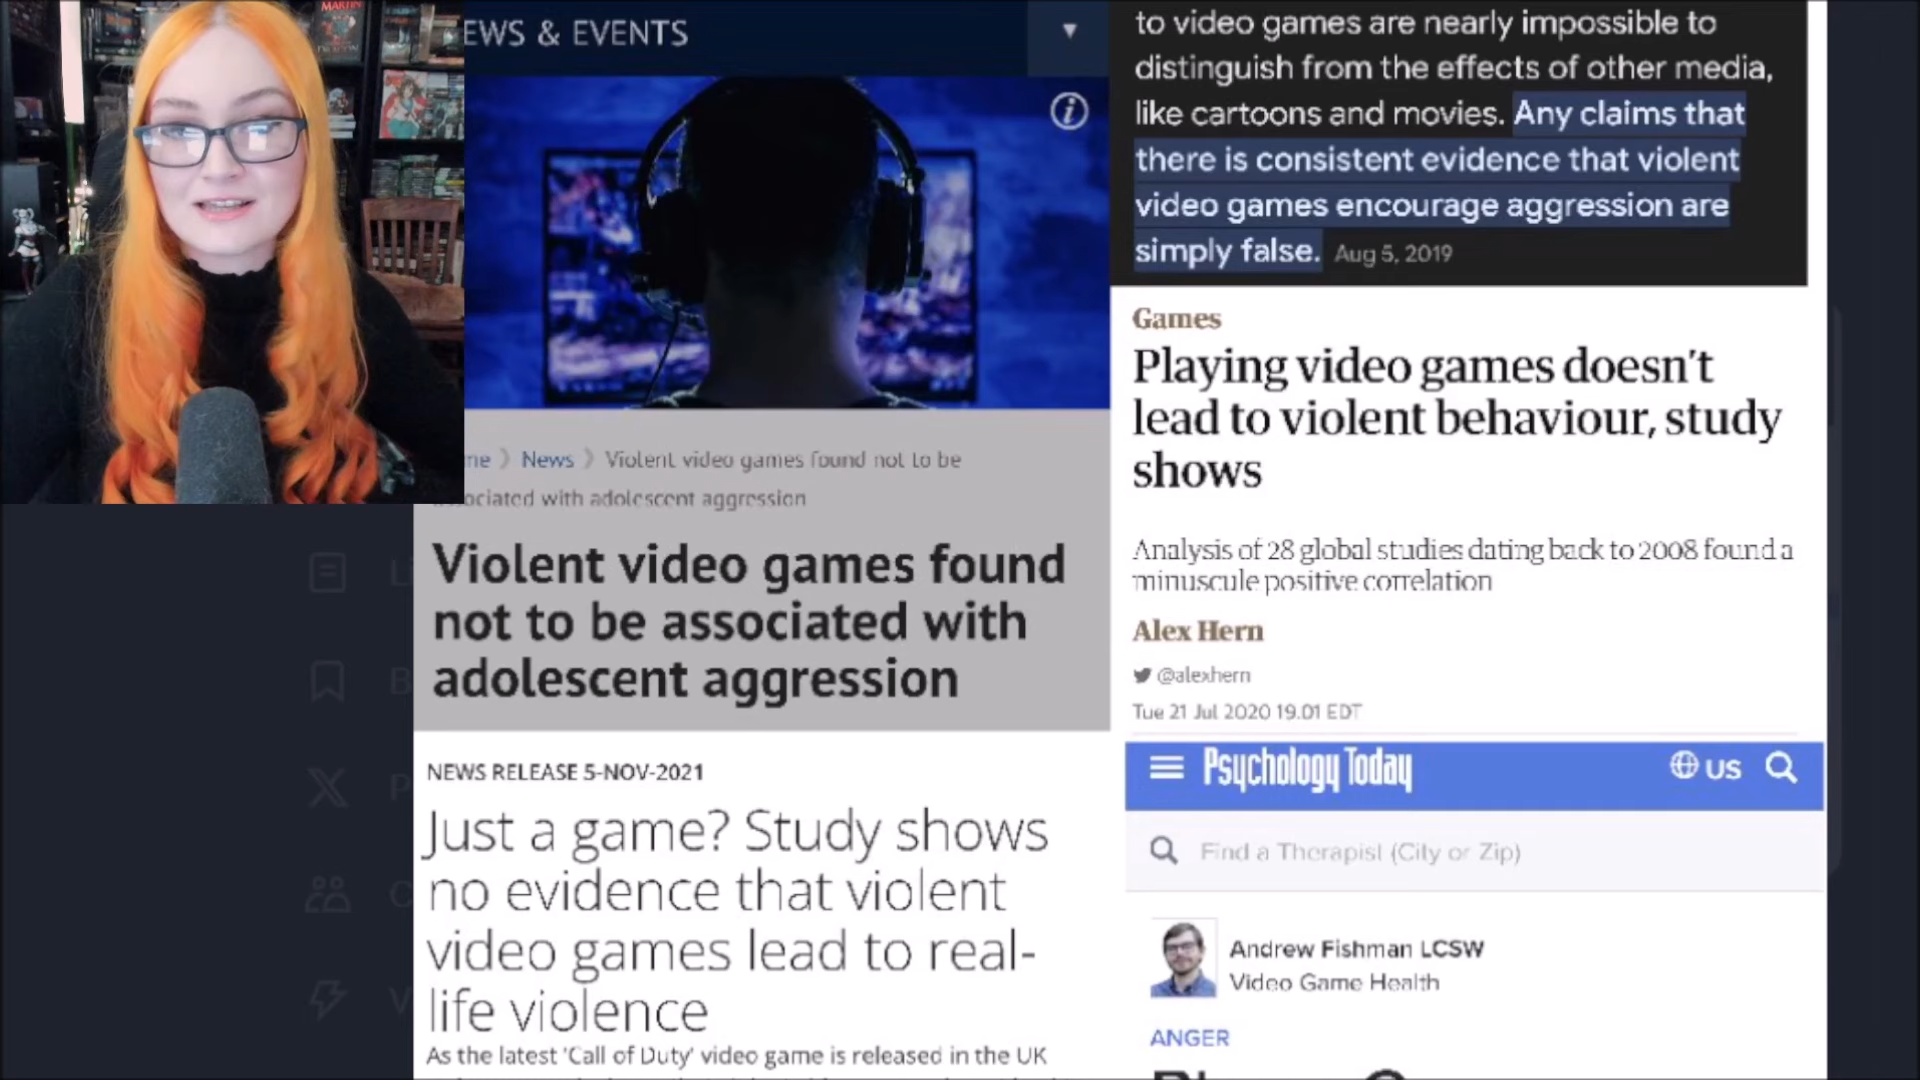 MARTIN
EWS & EVENTS
ne > News > Violent video games found not to be
ociated with adolescent aggression
Violent video games found
not to be associated with
adolescent aggression
NEWS RELEASE 5-NOV-2021
Just a game? Study shows
no evidence that violent
video games lead to real-
life violence
As the latest 'Call of Duty' video game is released in the UK
to video games are nearly impossible to
distinguish from the effects of other media,
like cartoons and movies. Any claims that
there is consistent evidence that violent
video games encourage aggression are
simply false. Aug 5, 2019
Games
Playing video games doesn't
lead to violent behaviour, study
shows
Analysis of 28 global studies dating back to 2008 found a
minuscule positive correlation
Alex Hern
@alexhern
Tue 21 Jul 2020 19.01 EDT
Psychology Today
US
Find a Therapist (City or Zip)
Andrew Fishman LCSW
Video Game Health
ANGER